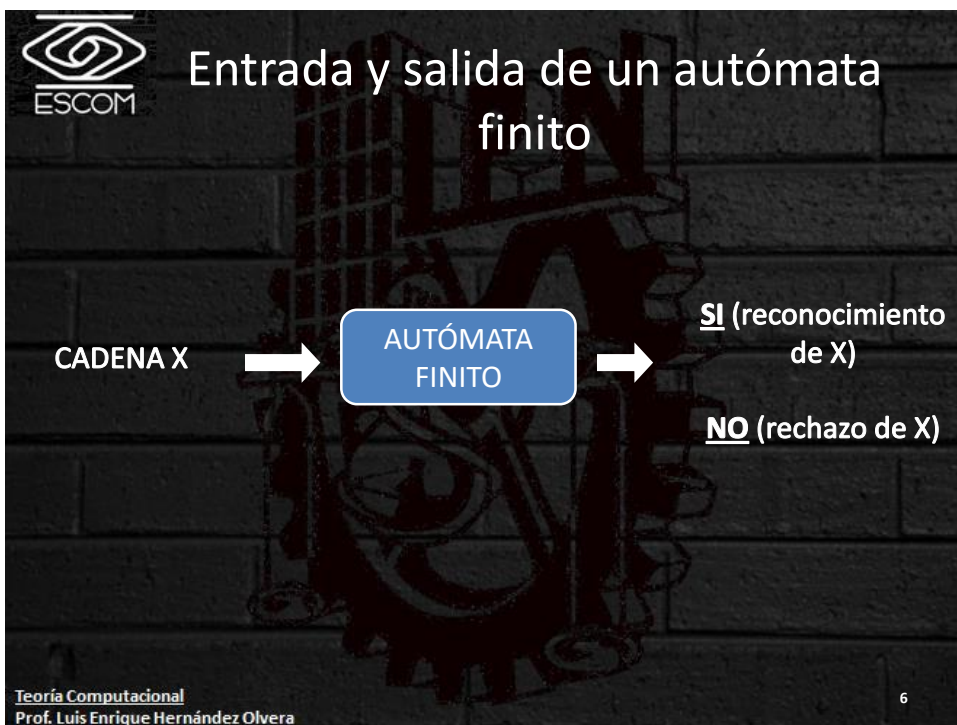 ESCOM
Entrada y salida de un autómata
finito
CADENA X
AUTÓMATA
FINITO
SI (reconocimiento
de X)
NO (rechazo de X)
Teoría Computacional
Prof. Luis Enrique Hernández Olvera
6